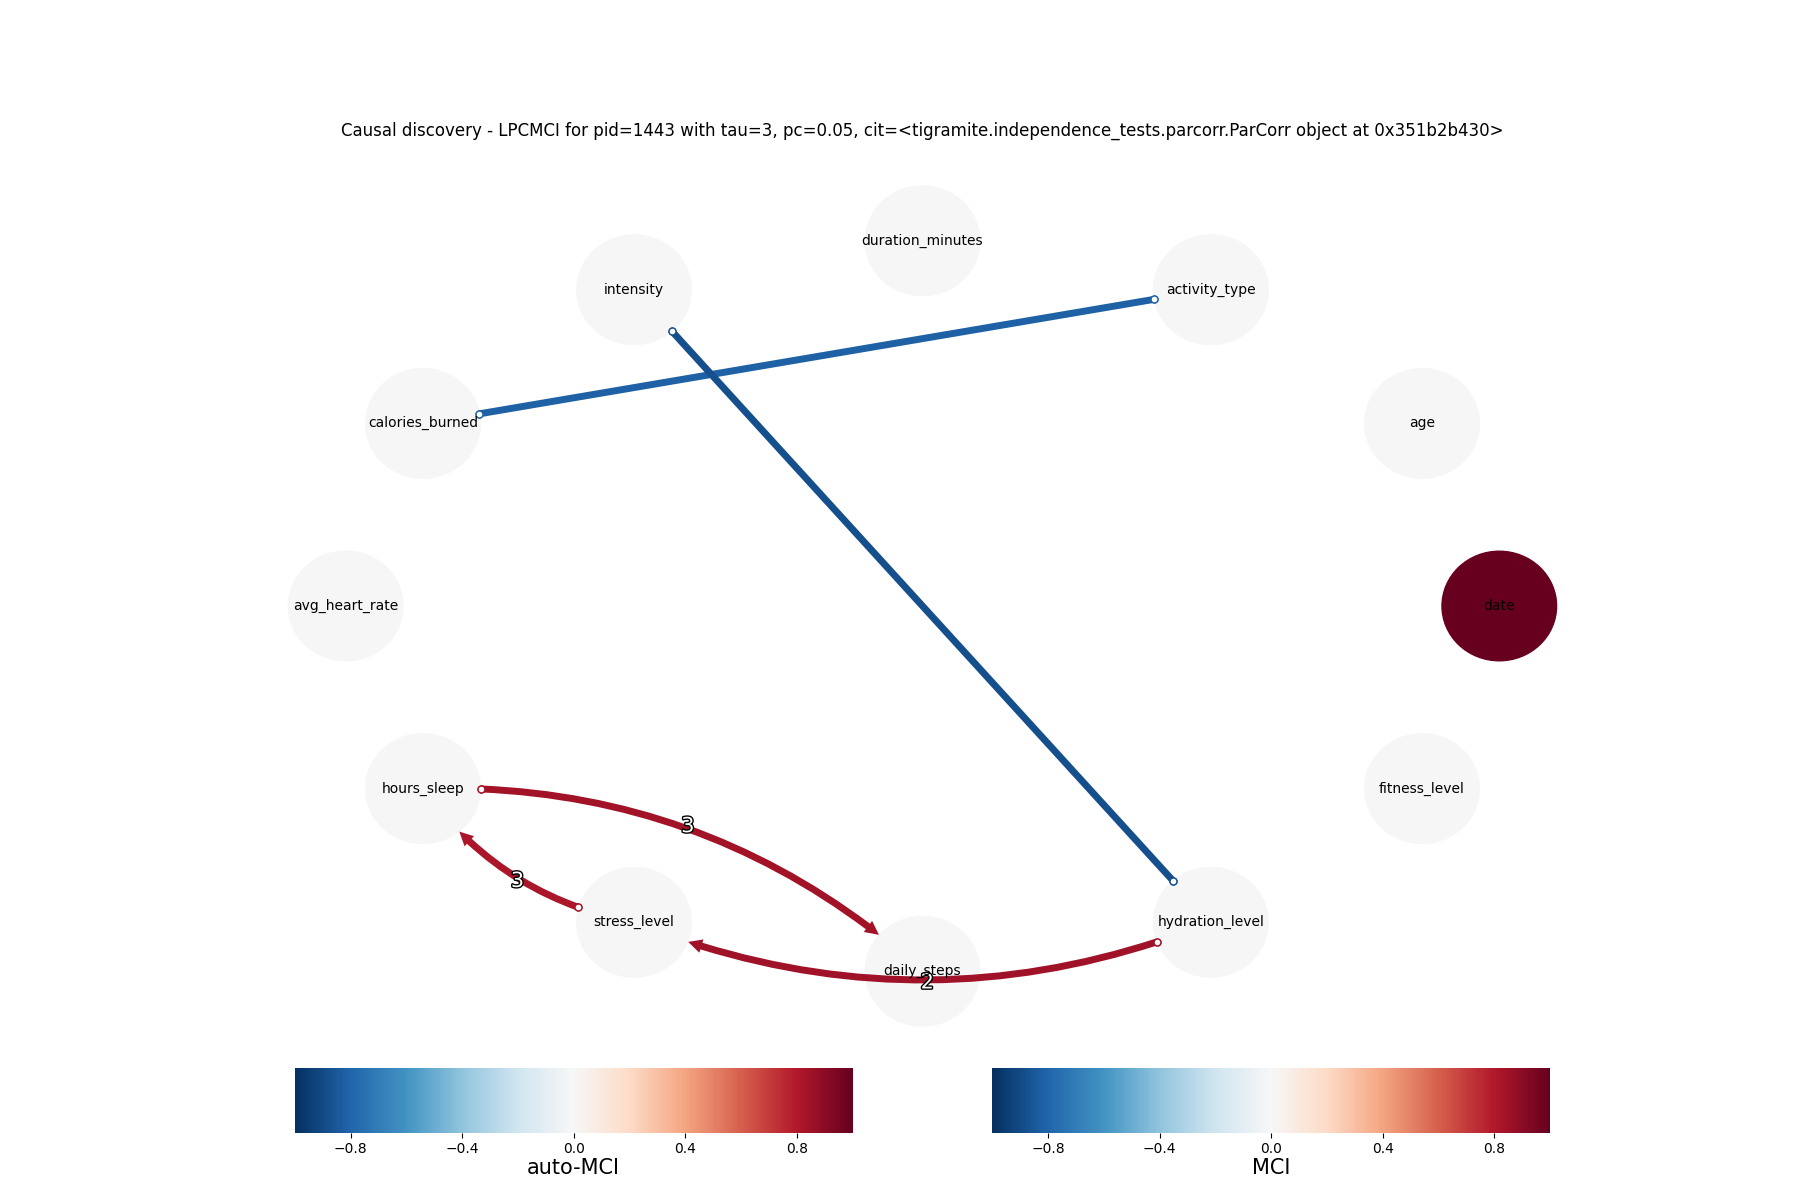 Causal discovery - LPCMCI for pid=1443 with tau=3, pc=0.05, cit=<tigramite.independence_tests.parcorr.ParCorr object at 0x351b2b430>
duration_minutes
intensity
activity_type
calories_burned
age
avg_heart_rate
date
hours_sleep
fitness_level
3
3
stress_level
hydration_level
daily_steps
2
−0.8 −0.4 0.0 0.4 0.8
auto-MCI
−0.8 −0.4 0.0 0.4 0.8
MCI